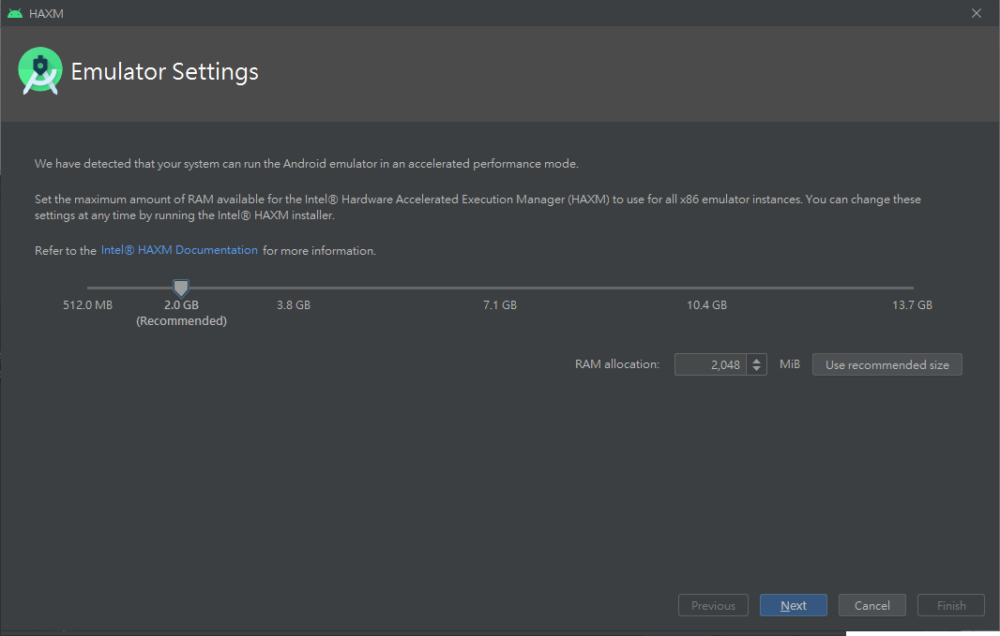 HAXM
Emulator Settings
We have detected that your system can run the Android emulator in an accelerated performance mode.
Set the maximum amount of RAM available for the Intel® Hardware Accelerated Execution Manager (HAXM) to use for all x86 emulator instances. You can change these
settings at any time by running the Intel® HAXM installer.
Refer to the Intel® HAXM Documentation for more information.
512.0 MB 2.0 GB 3.8 GB 7.1 GB 10.4 GB 13.7 GB
(Recommended)
RAM allocation: 2,048 MiB Use recommended size
Previous Next Cancel Finish